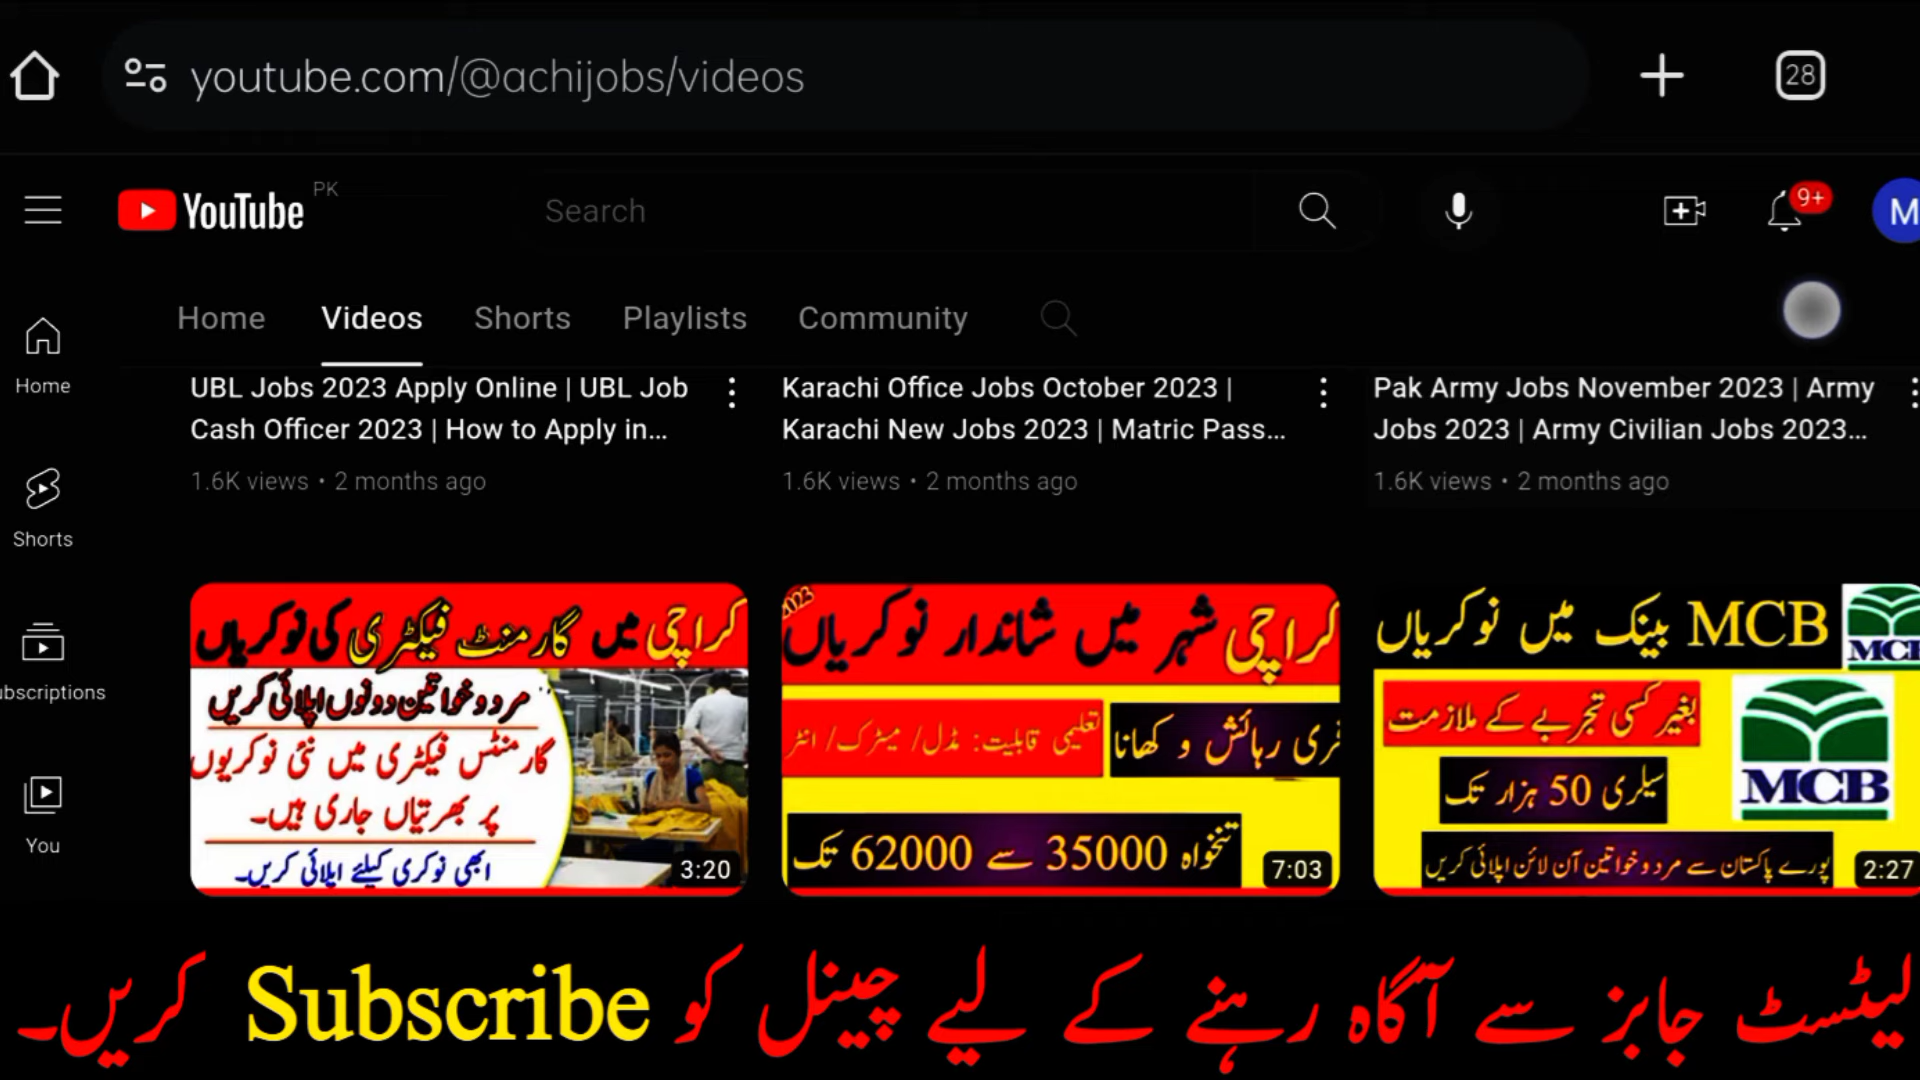 youtube.com/@achijobs/videos
28
YouTube PK
Search
9+
M
Home Videos Shorts Playlists Community
Home
Shorts
ubscriptions
You
UBL Jobs 2023 Apply Online | UBL Job
Cash Officer 2023 | How to Apply in...
1.6K views • 2 months ago
Karachi Office Jobs October 2023 |
Karachi New Jobs 2023 | Matric Pass...
1.6K views • 2 months ago
Pak Army Jobs November 2023 | Army
Jobs 2023 | Army Civilian Jobs 2023...
1.6K views • 2 months ago
کراچی میں گارمنٹ فیکٹری کی نوکریاں
مرد و خواتین دونوں اپلائی کریں
گارمنٹس فیکٹری میں نئی نوکریوں
پر بھرتیاں جاری ہیں۔
ابھی نوکری کیلئے اپلائی کریں۔
3:20
2023
کراچی شہر میں شاندار نوکریاں
فری رہائش و کھانا
تعلیمی قابلیت: مڈل/ میٹرک/ انٹر
تنخواہ 35000 سے 62000 تک
7:03
MCB بینک میں نوکریاں
MCB
بغیر کسی تجربے کے ملازمت
سیلری 50 ہزار تک
MCB
پورے پاکستان سے مرد و خواتین آن لائن اپلائی کریں
2:27
لیٹسٹ جابز سے آگاہ رہنے کے لیے چینل کو Subscribe کریں۔